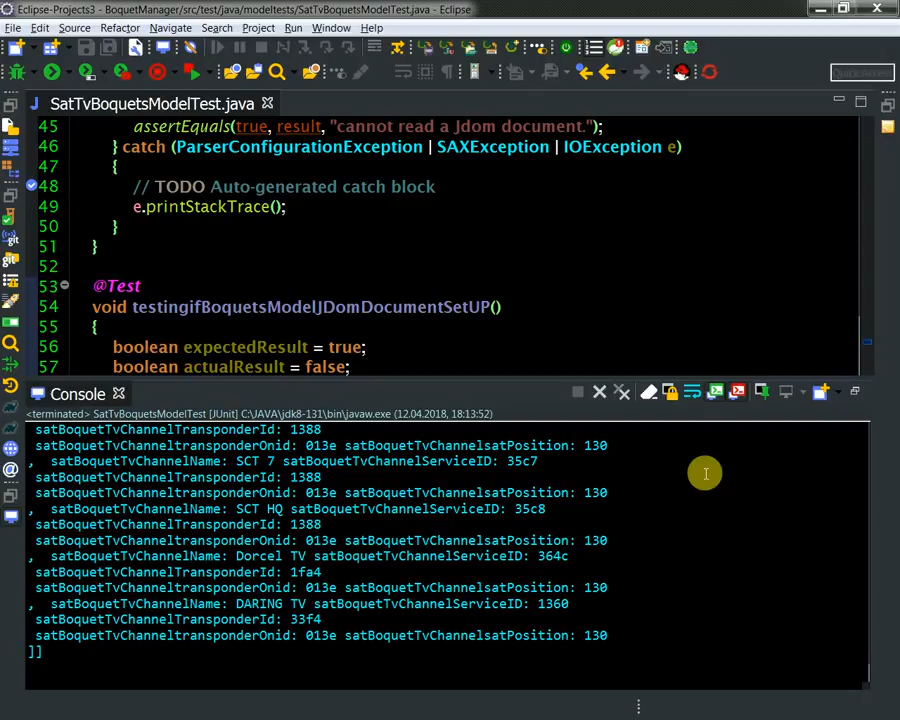 Eclipse-Projects3 - BoquetManager/src/test/java/modeltests/SatTvBoquetsModelTest.java - Eclipse
File Edit Source Refactor Navigate Search Project Run Window Help
Quick Access
SatTvBoquetsModelTest.java
45 assertEquals(true, result, "cannot read a Jdom document.");
46 } catch (ParserConfigurationException | SAXException | IOException e)
47 {
48 // TODO Auto-generated catch block
49 e.printStackTrace();
50 }
51 }
52
53 @Test
54 void testingifBoquetsModelJDomDocumentSetUP()
55 {
56 boolean expectedResult = true;
57 boolean actualResult = false;
Console
<terminated> SatTvBoquetsModelTest [JUnit] C:\JAVA\jdk8-131\bin\javaw.exe (12.04.2018, 18:13:52)
satBoquetTvChannelTransponderId: 1388
satBoquetTvChanneltransponderOnid: 013e satBoquetTvChannelsatPosition: 130
, satBoquetTvChannelName: SCT 7 satBoquetTvChannelServiceID: 35c7
satBoquetTvChannelTransponderId: 1388
satBoquetTvChanneltransponderOnid: 013e satBoquetTvChannelsatPosition: 130
, satBoquetTvChannelName: SCT HQ satBoquetTvChannelServiceID: 35c8
satBoquetTvChannelTransponderId: 1388
satBoquetTvChanneltransponderOnid: 013e satBoquetTvChannelsatPosition: 130
, satBoquetTvChannelName: Dorcel TV satBoquetTvChannelServiceID: 364c
satBoquetTvChannelTransponderId: 1fa4
satBoquetTvChanneltransponderOnid: 013e satBoquetTvChannelsatPosition: 130
, satBoquetTvChannelName: DARING TV satBoquetTvChannelServiceID: 1360
satBoquetTvChannelTransponderId: 33f4
satBoquetTvChanneltransponderOnid: 013e satBoquetTvChannelsatPosition: 130
]]